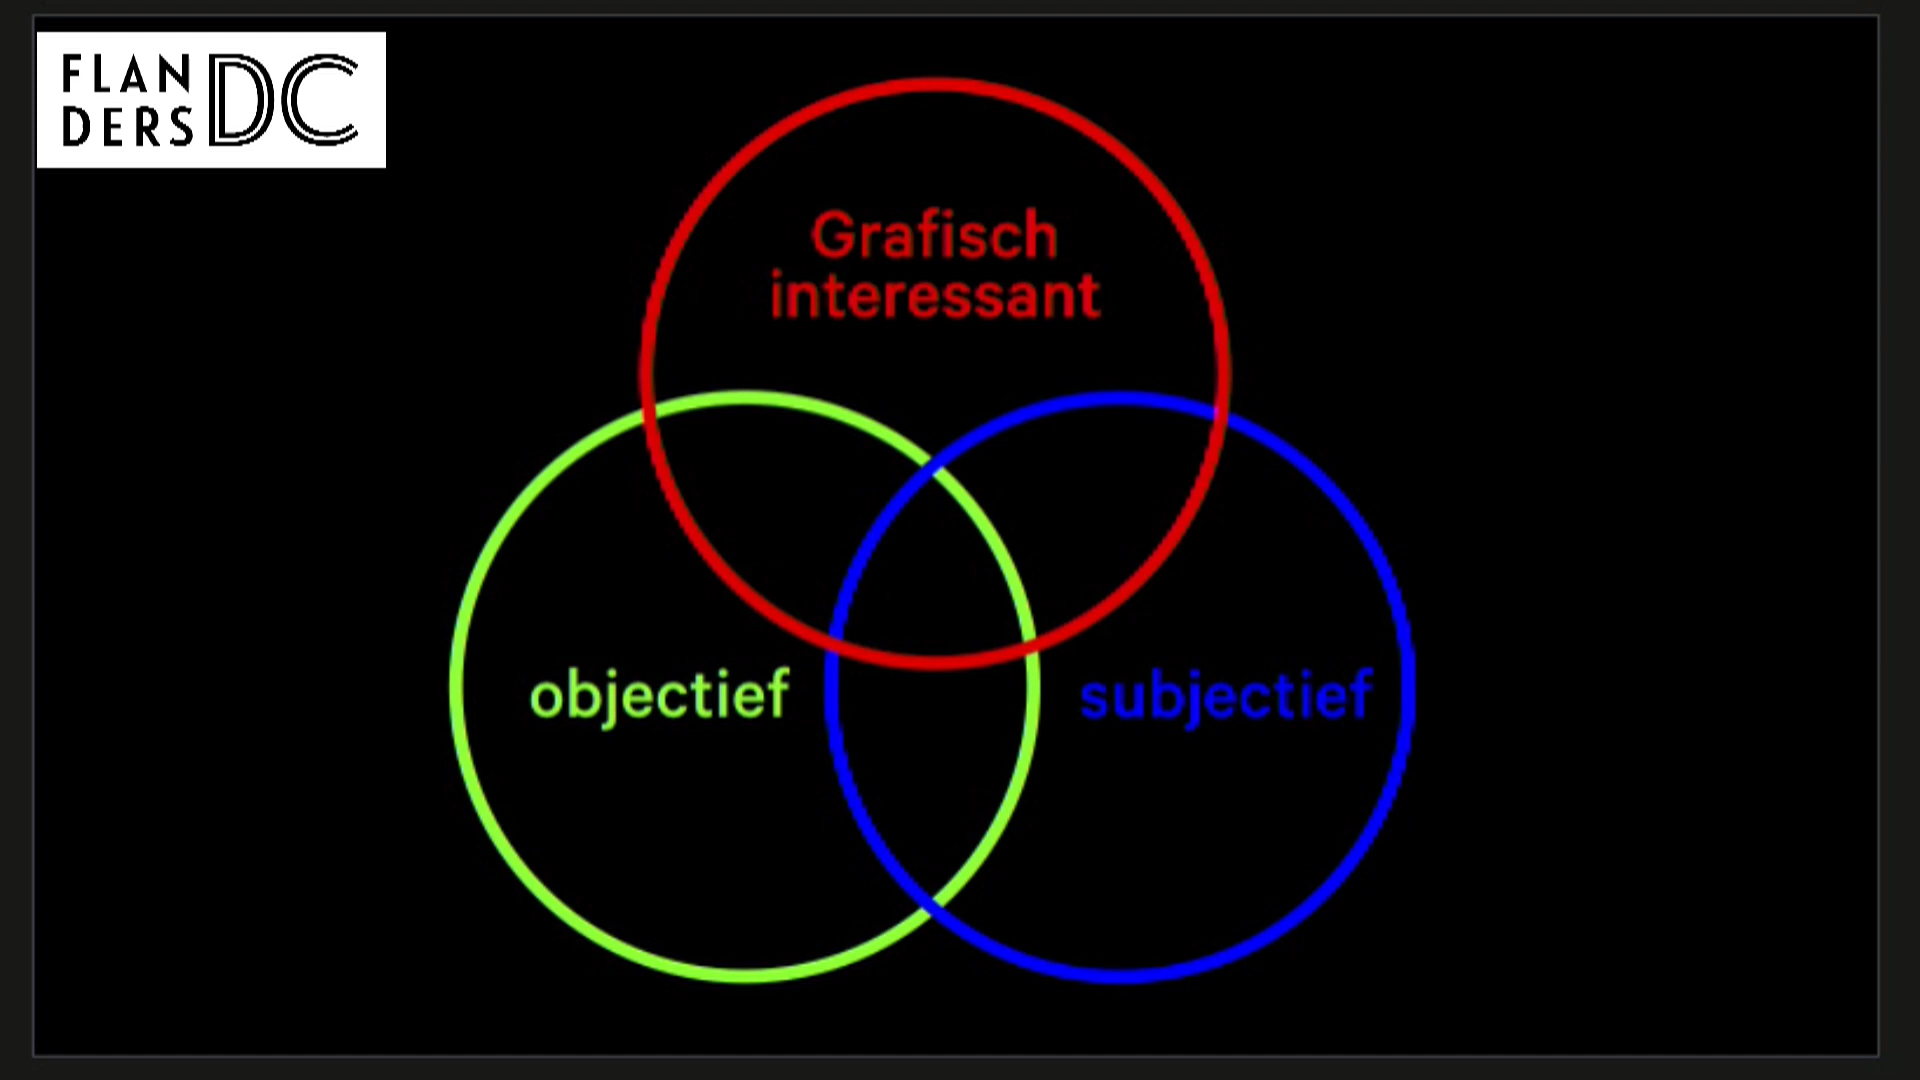 FLAN
DERS DC
Grafisch
interessant
objectief
subjectief